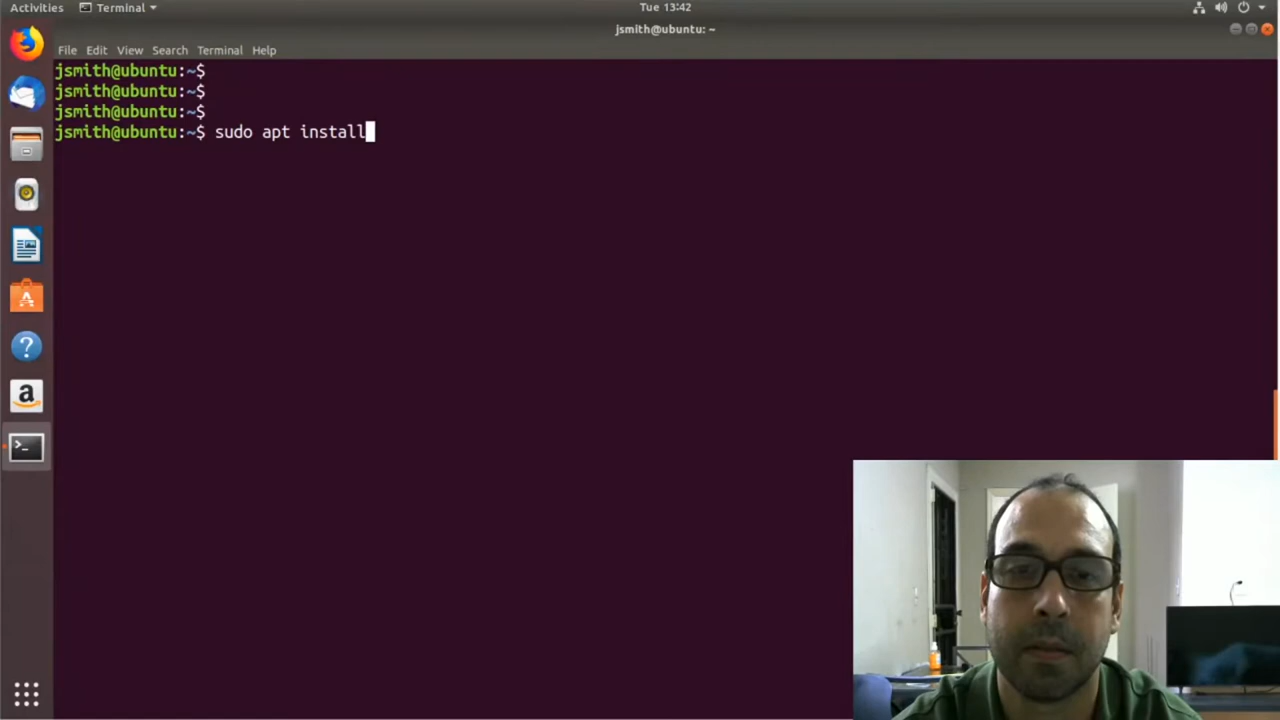 Activities Terminal Tue 13:42
jsmith@ubuntu: ~
File Edit View Search Terminal Help
jsmith@ubuntu:~$
jsmith@ubuntu:~$
jsmith@ubuntu:~$
jsmith@ubuntu:~$ sudo apt install